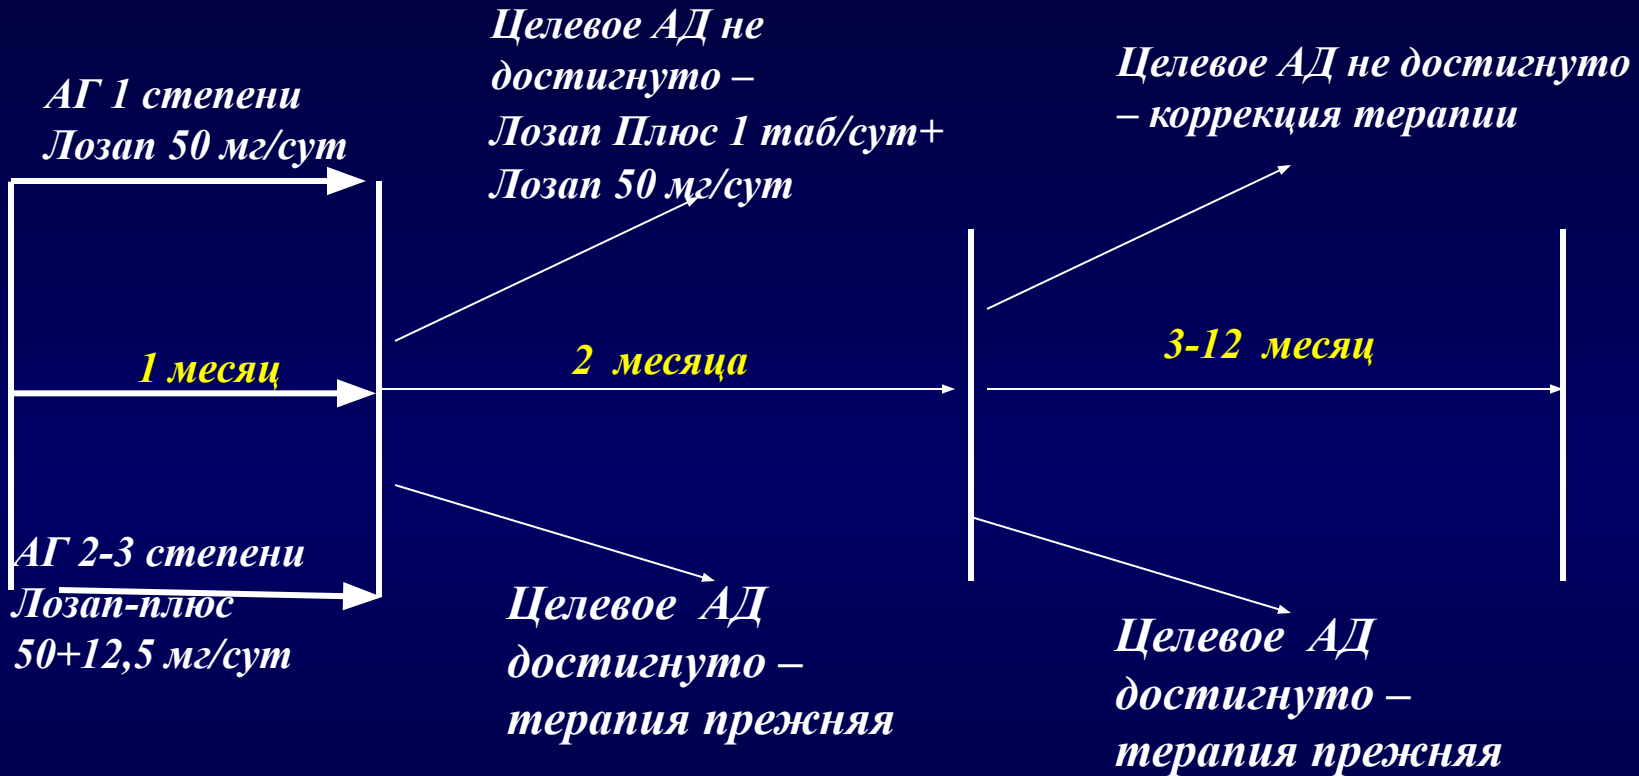 АГ 1 степени
Лозап 50 мг/сут
Целевое АД не
достигнуто –
Лозап Плюс 1 таб/сут+
Лозап 50 мг/сут
Целевое АД не достигнуто
– коррекция терапии
1 месяц
2 месяца
3-12 месяц
АГ 2-3 степени
Лозап-плюс
50+12,5 мг/сут
Целевое АД
достигнуто –
терапия прежняя
Целевое АД
достигнуто –
терапия прежняя